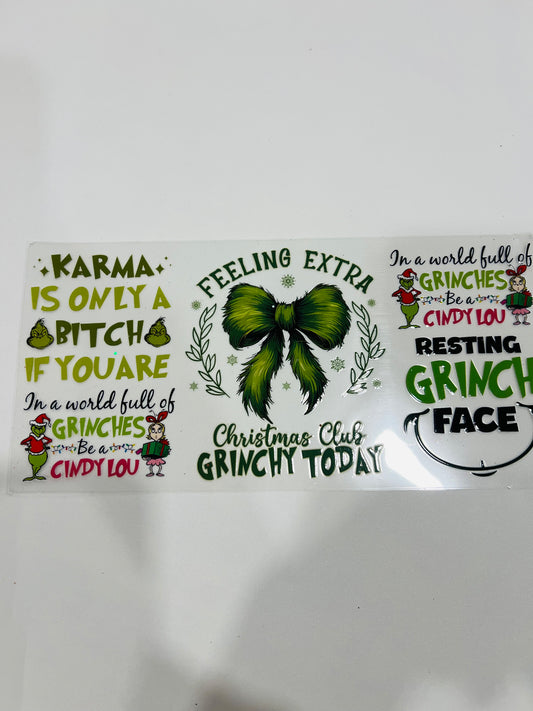 KARMA
IS ONLY A
BITCH
IF YOU ARE
In a world full of
GRINCHES
Be a
CINDY LOU
FEELING EXTRA
Christmas Club
GRINCHY TODAY
In a world full of
GRINCHES
Be a
CINDY LOU
RESTING
GRINCH
FACE